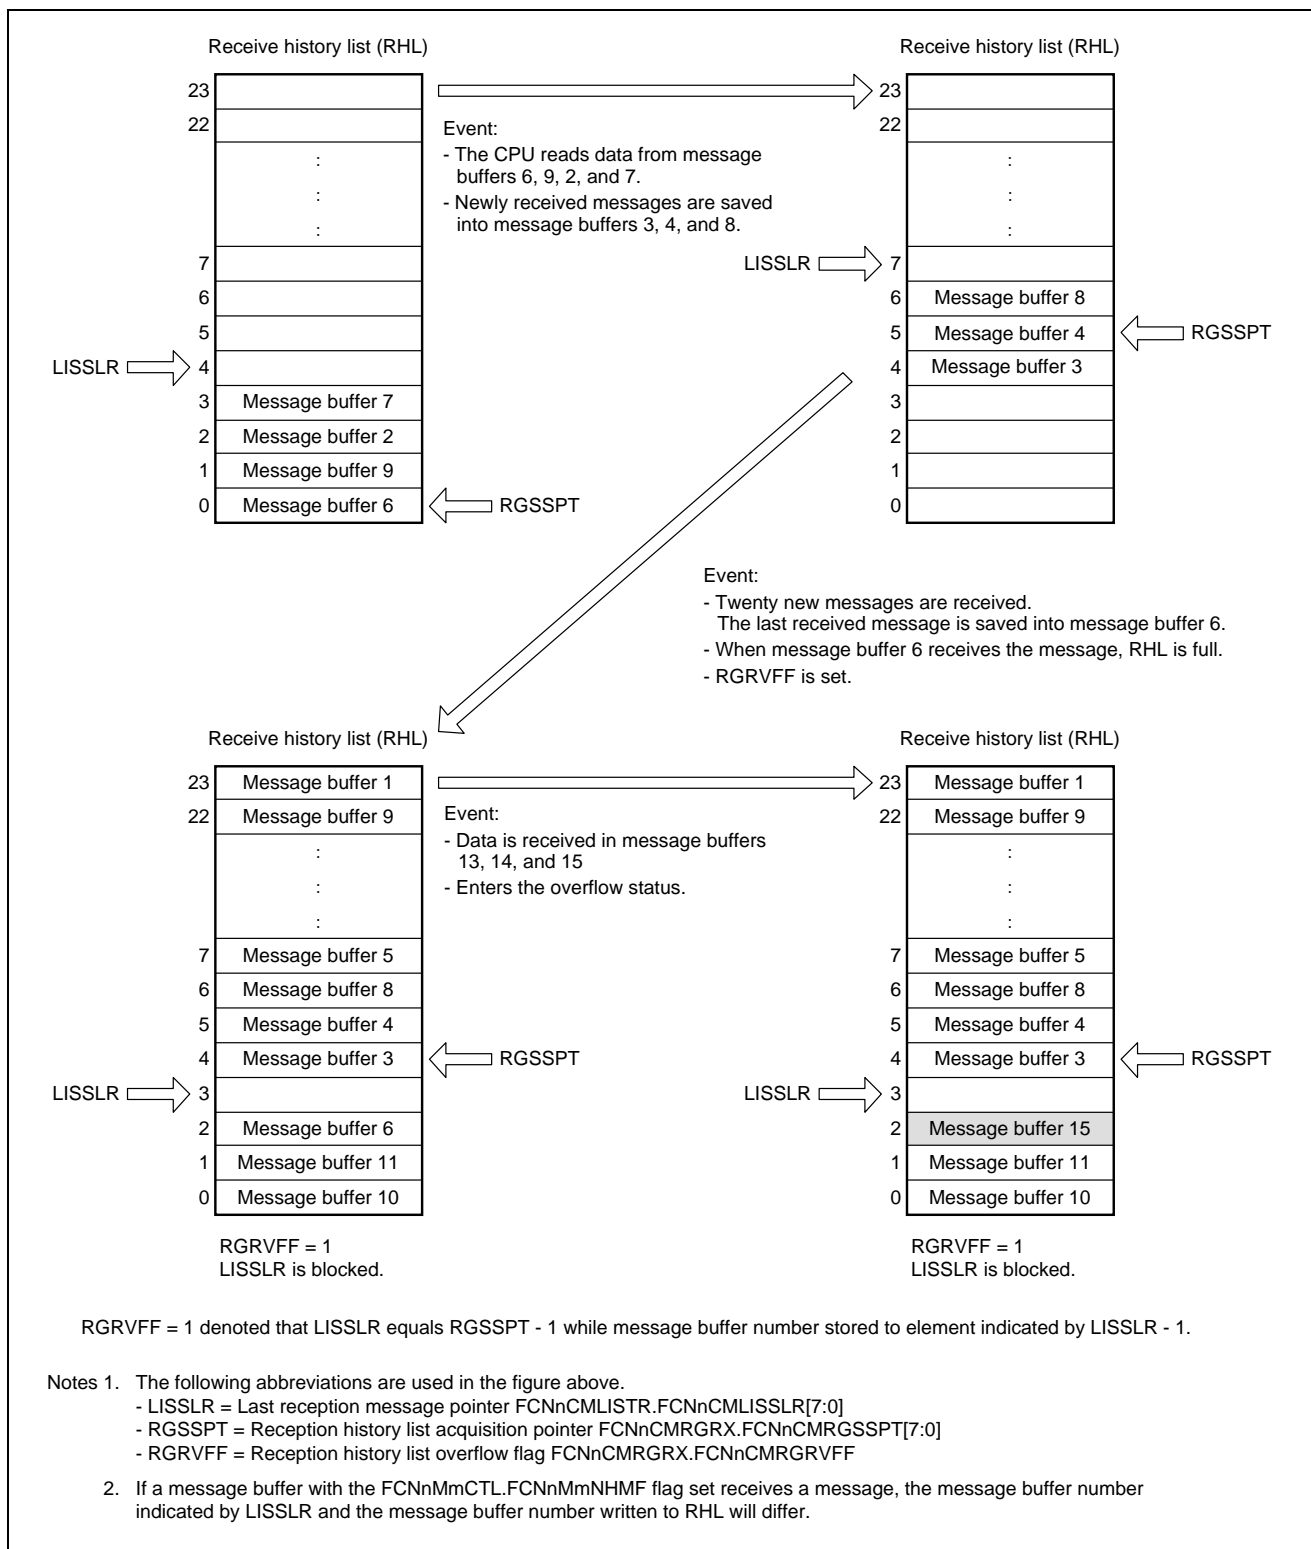 Receive history list (RHL)
23
22
:
:
:
7
6
5
LISSLR 4
3 Message buffer 7
2 Message buffer 2
1 Message buffer 9
0 Message buffer 6 RGSSPT
Event:
- The CPU reads data from message
buffers 6, 9, 2, and 7.
- Newly received messages are saved
into message buffers 3, 4, and 8.
Receive history list (RHL)
23
22
:
:
:
LISSLR 7
6 Message buffer 8
5 Message buffer 4 RGSSPT
4 Message buffer 3
3
2
1
0
Event:
- Twenty new messages are received.
The last received message is saved into message buffer 6.
- When message buffer 6 receives the message, RHL is full.
- RGRVFF is set.
Receive history list (RHL)
23 Message buffer 1
22 Message buffer 9
:
:
:
7 Message buffer 5
6 Message buffer 8
5 Message buffer 4
4 Message buffer 3 RGSSPT
LISSLR 3
2 Message buffer 6
1 Message buffer 11
0 Message buffer 10
RGRVFF = 1
LISSLR is blocked.
Event:
- Data is received in message buffers
13, 14, and 15
- Enters the overflow status.
Receive history list (RHL)
23 Message buffer 1
22 Message buffer 9
:
:
:
7 Message buffer 5
6 Message buffer 8
5 Message buffer 4
4 Message buffer 3 RGSSPT
LISSLR 3
2 Message buffer 15
1 Message buffer 11
0 Message buffer 10
RGRVFF = 1
LISSLR is blocked.
RGRVFF = 1 denoted that LISSLR equals RGSSPT - 1 while message buffer number stored to element indicated by LISSLR - 1.
Notes 1. The following abbreviations are used in the figure above.
- LISSLR = Last reception message pointer FCNnCMLISTR.FCNnCMLISSLR[7:0]
- RGSSPT = Reception history list acquisition pointer FCNnCMRGRX.FCNnCMRGSSPT[7:0]
- RGRVFF = Reception history list overflow flag FCNnCMRGRX.FCNnCMRGRVFF
2. If a message buffer with the FCNnMmCTL.FCNnMmNHMF flag set receives a message, the message buffer number
indicated by LISSLR and the message buffer number written to RHL will differ.